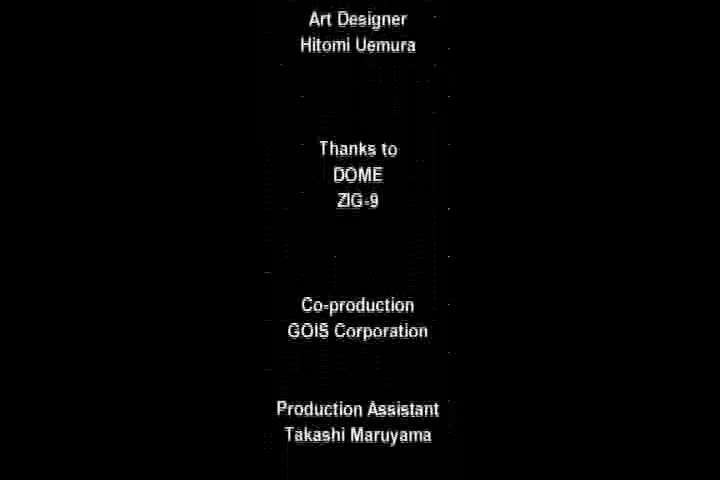 Art Designer
Hitomi Uemura
Thanks to
DOME
ZIG-9
Co-production
GOIS Corporation
Production Assistant
Takashi Maruyama